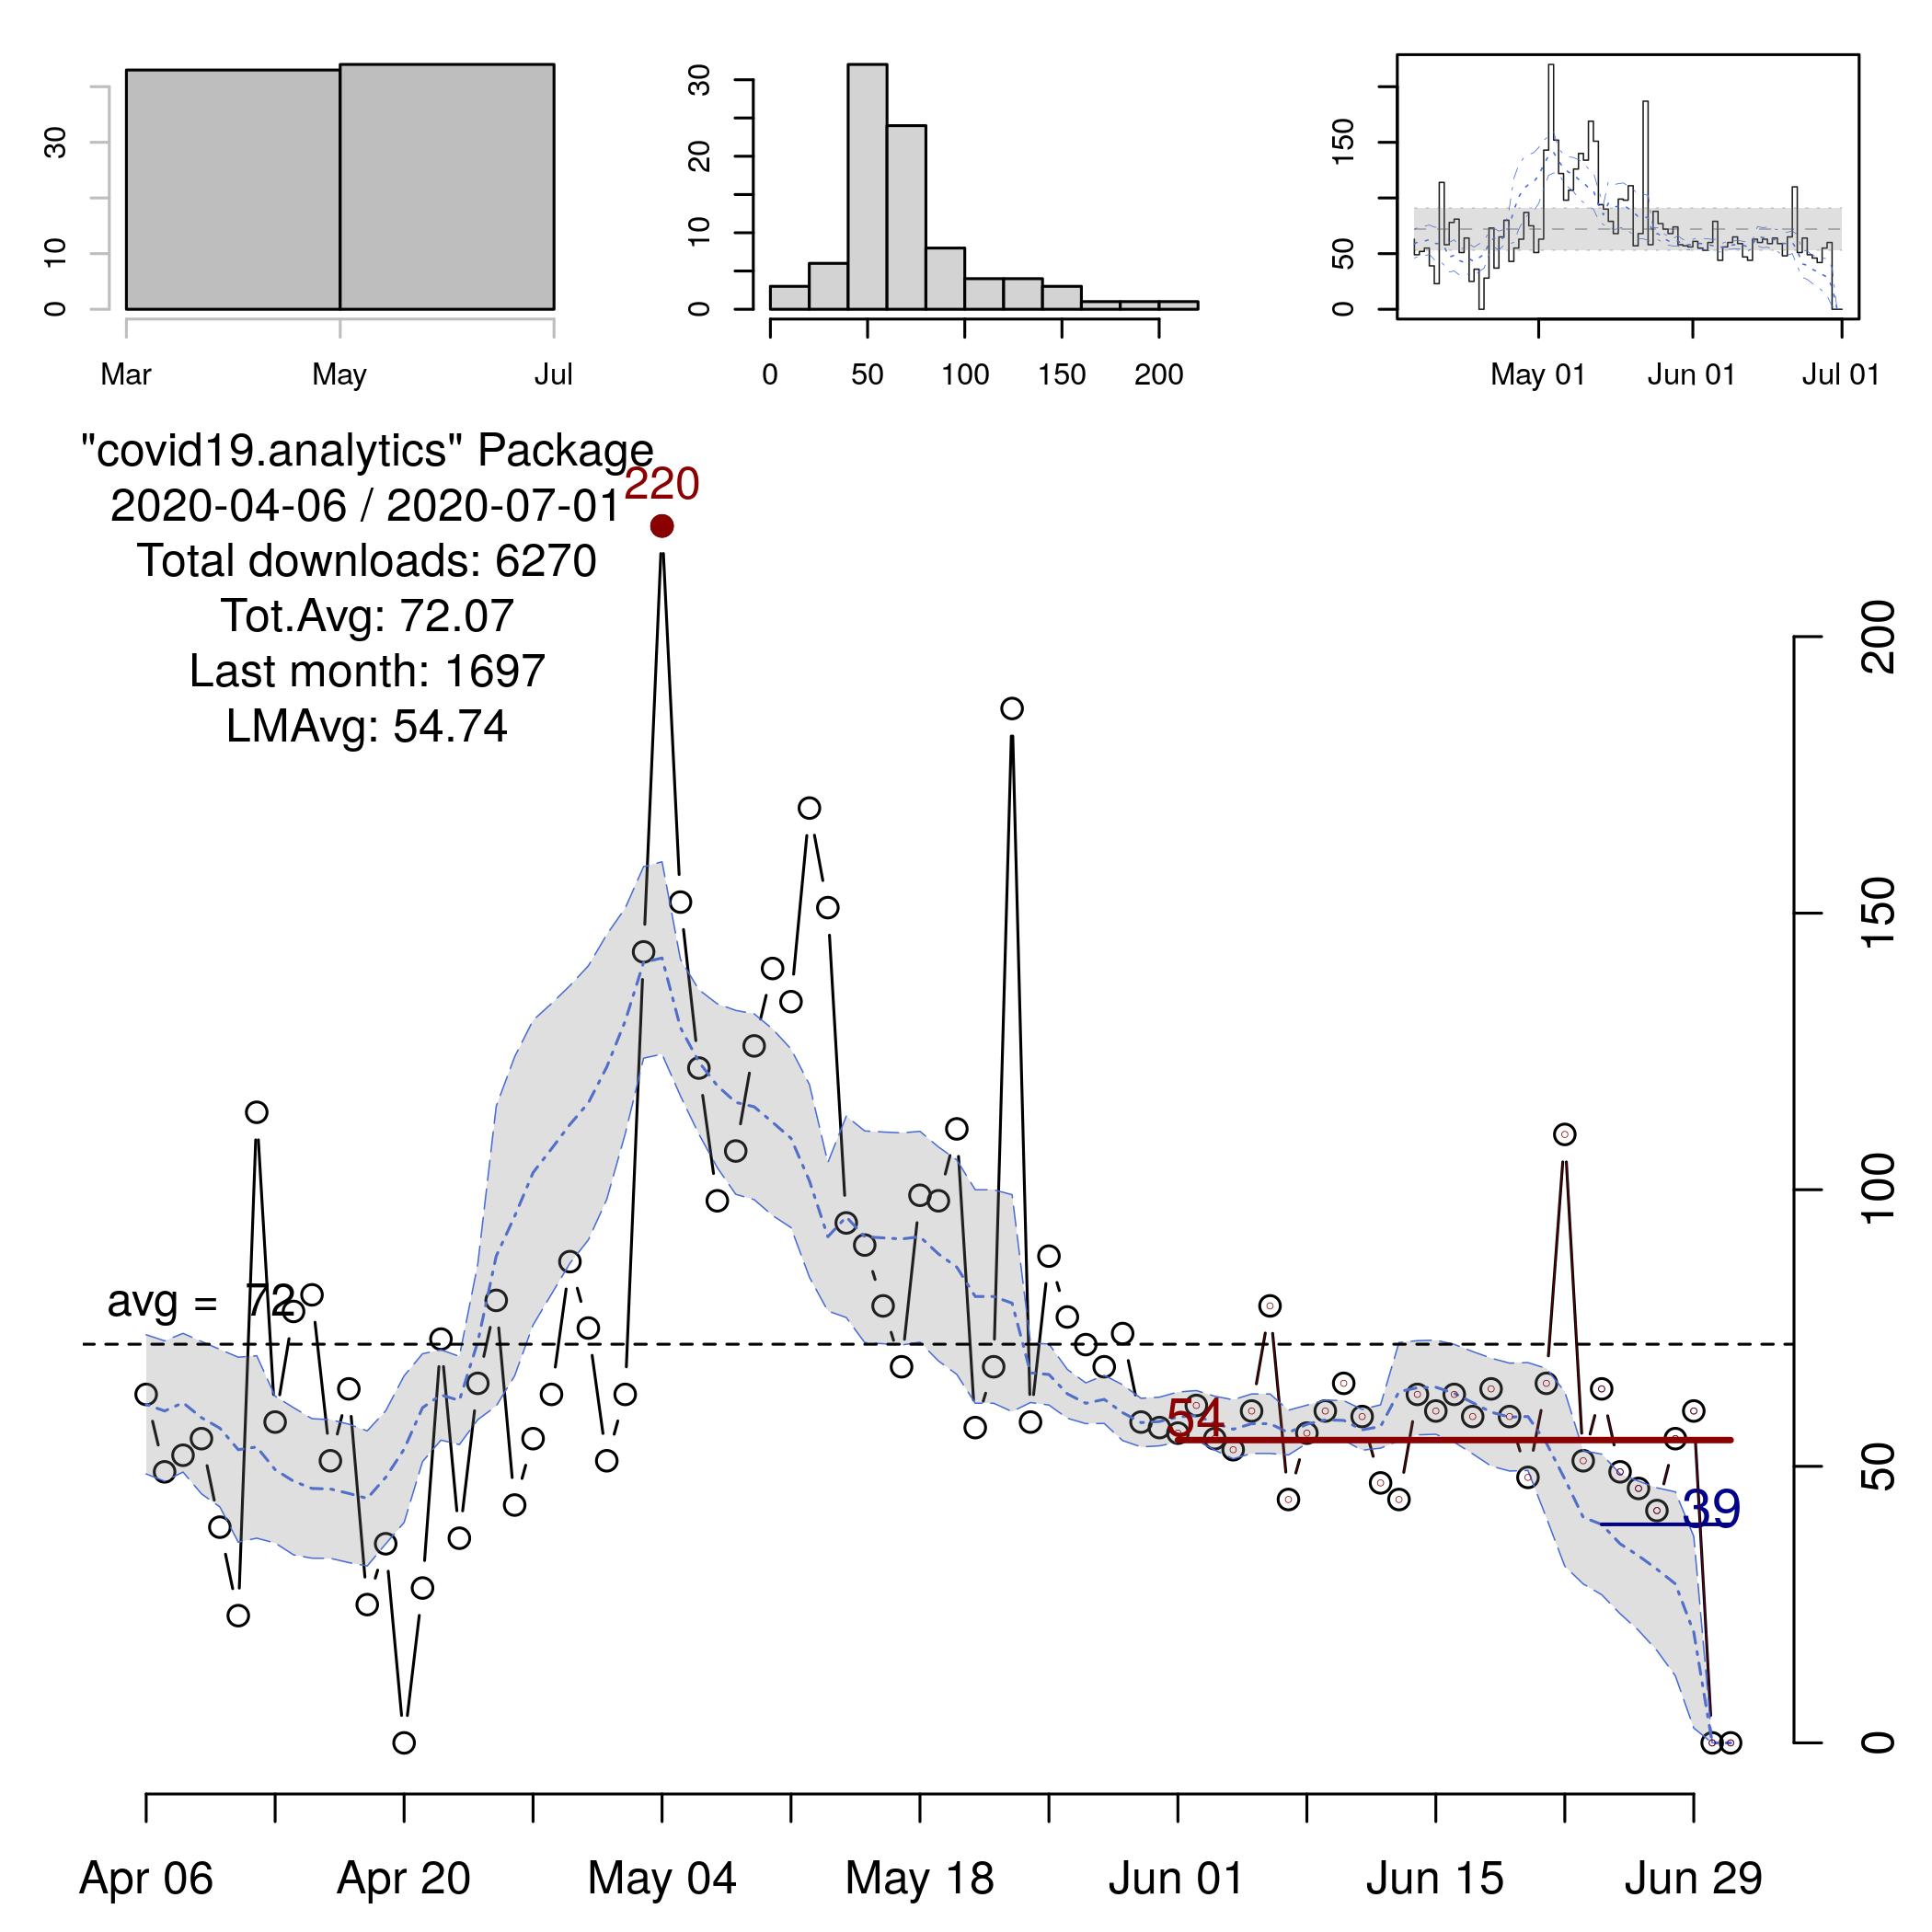 30
10
0
Mar May Jul
30
20
10
0
0 50 100 150 200
150
50
0
May 01 Jun 01 Jul 01
"covid19.analytics" Package
2020-04-06 / 2020-07-01
Total downloads: 6270
Tot.Avg: 72.07
Last month: 1697
LMAvg: 54.74
220
avg = 72
54
39
200
150
100
50
0
Apr 06 Apr 20 May 04 May 18 Jun 01 Jun 15 Jun 29